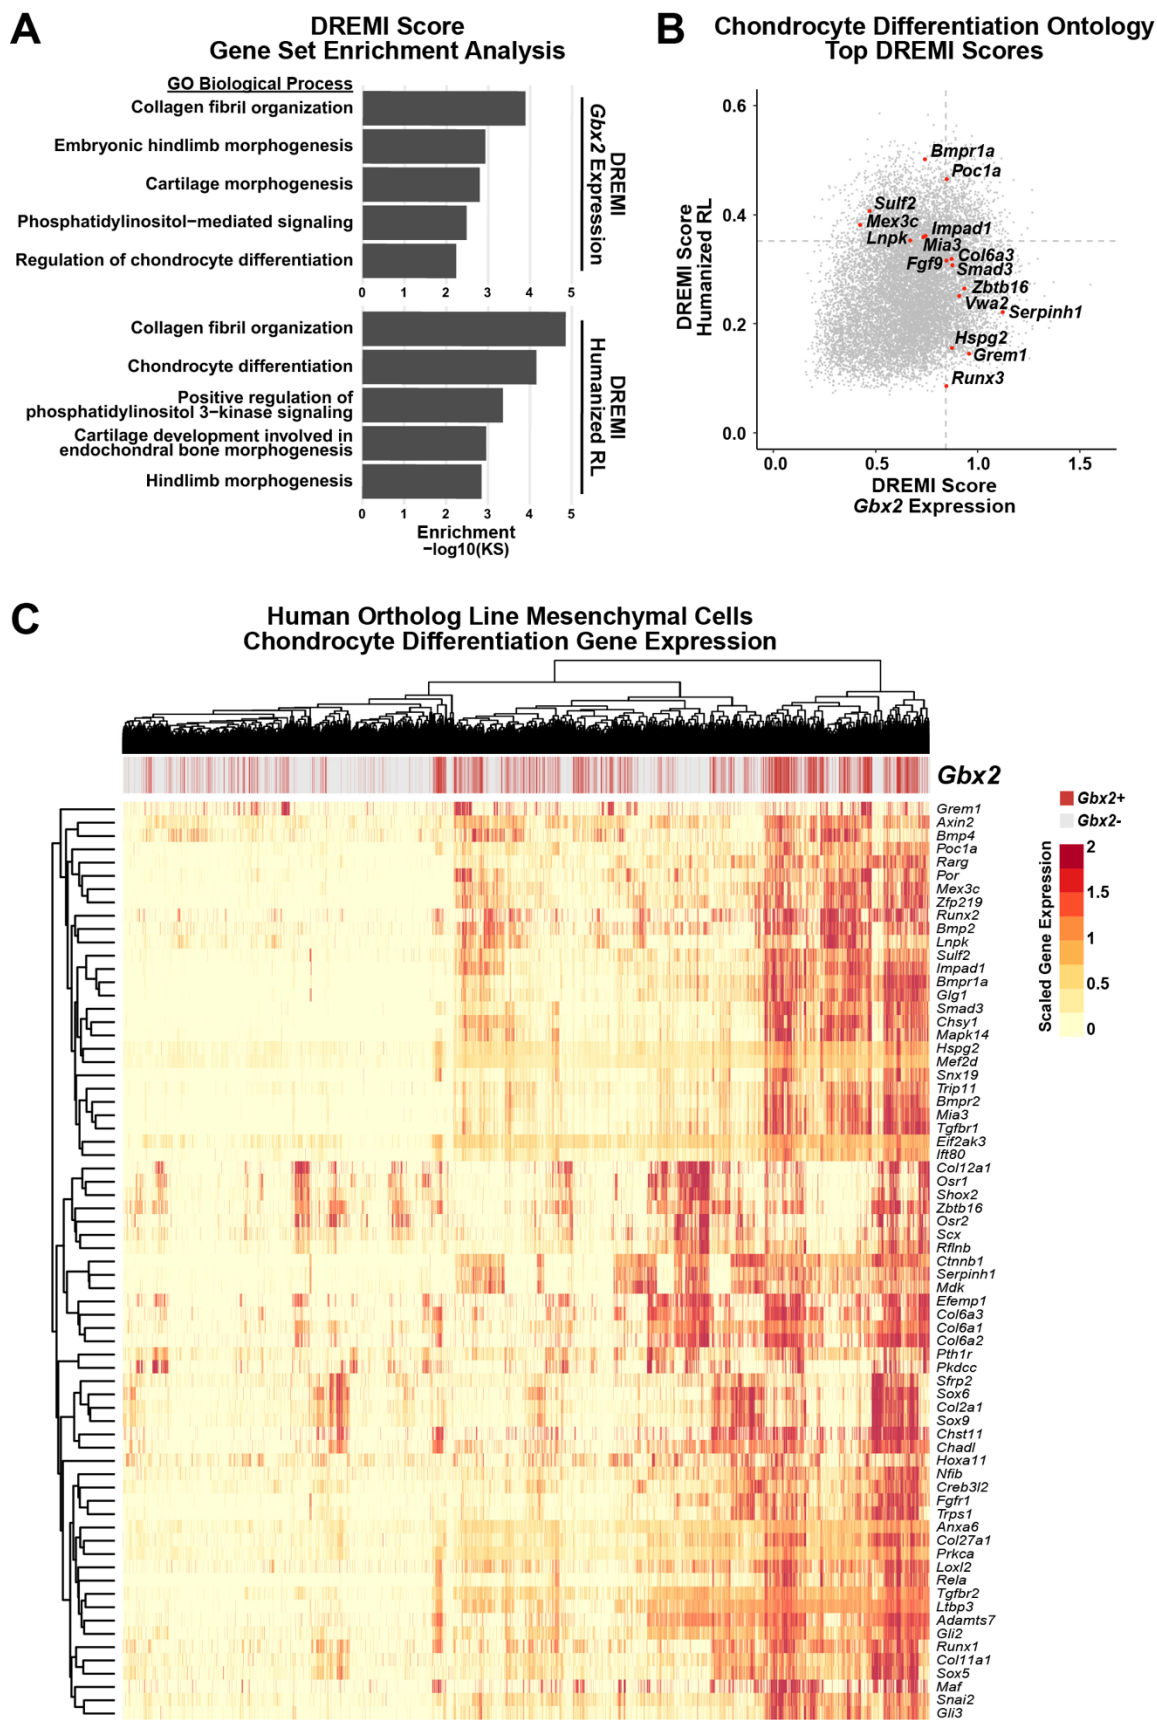 A
DREMI Score
Gene Set Enrichment Analysis
GO Biological Process
Collagen fibril organization
Embryonic hindlimb morphogenesis
Cartilage morphogenesis
Phosphatidylinositol−mediated signaling
Regulation of chondrocyte differentiation
0 1 2 3 4 5
DREMI
Gbx2 Expression
Collagen fibril organization
Chondrocyte differentiation
Positive regulation of
phosphatidylinositol 3−kinase signaling
Cartilage development involved in
endochondral bone morphogenesis
Hindlimb morphogenesis
0 1 2 3 4 5
Enrichment
−log10(KS)
DREMI
Humanized RL
B
Chondrocyte Differentiation Ontology
Top DREMI Scores
DREMI Score
Humanized RL
0.6
0.4
0.2
0.0
Bmpr1a
Poc1a
Sulf2
Mex3c
Impad1
Lnpk
Mia3
Col6a3
Fgf9
Smad3
Zbtb16
Vwa2
Serpinh1
Hspg2
Grem1
Runx3
0.0 0.5 1.0 1.5
DREMI Score
Gbx2 Expression
C
Human Ortholog Line Mesenchymal Cells
Chondrocyte Differentiation Gene Expression
Gbx2
Gbx2+
Gbx2-
Scaled Gene Expression
2
1.5
1
0.5
0
Grem1
Axin2
Bmp4
Poc1a
Rarg
Por
Mex3c
Zfp219
Runx2
Bmp2
Lnpk
Sulf2
Impad1
Bmpr1a
Glg1
Smad3
Chsy1
Mapk14
Hspg2
Mef2d
Snx19
Trip11
Bmpr2
Mia3
Tgfbr1
Eif2ak3
Ift80
Col12a1
Osr1
Shox2
Zbtb16
Osr2
Scx
Rflnb
Ctnnb1
Serpinh1
Mdk
Efemp1
Col6a3
Col6a1
Col6a2
Pth1r
Pkdcc
Sfrp2
Sox6
Col2a1
Sox9
Chst11
Chadl
Hoxa11
Nfib
Creb3l2
Fgfr1
Trps1
Anxa6
Col27a1
Prkca
Loxl2
Rela
Tgfbr2
Ltbp3
Adamts7
Gli2
Runx1
Col11a1
Sox5
Maf
Snai2
Gli3